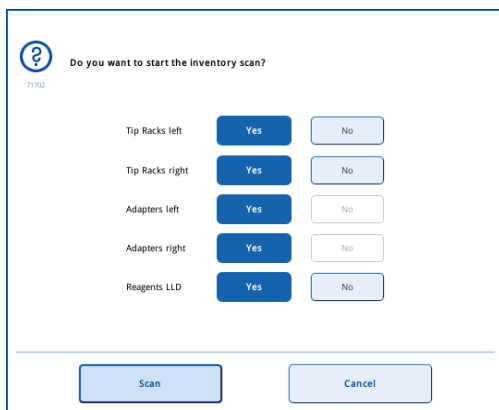 Do you want to start the inventory scan?
71702
Tip Racks left Yes No
Tip Racks right Yes No
Adapters left Yes No
Adapters right Yes No
Reagents LLD Yes No
Scan Cancel